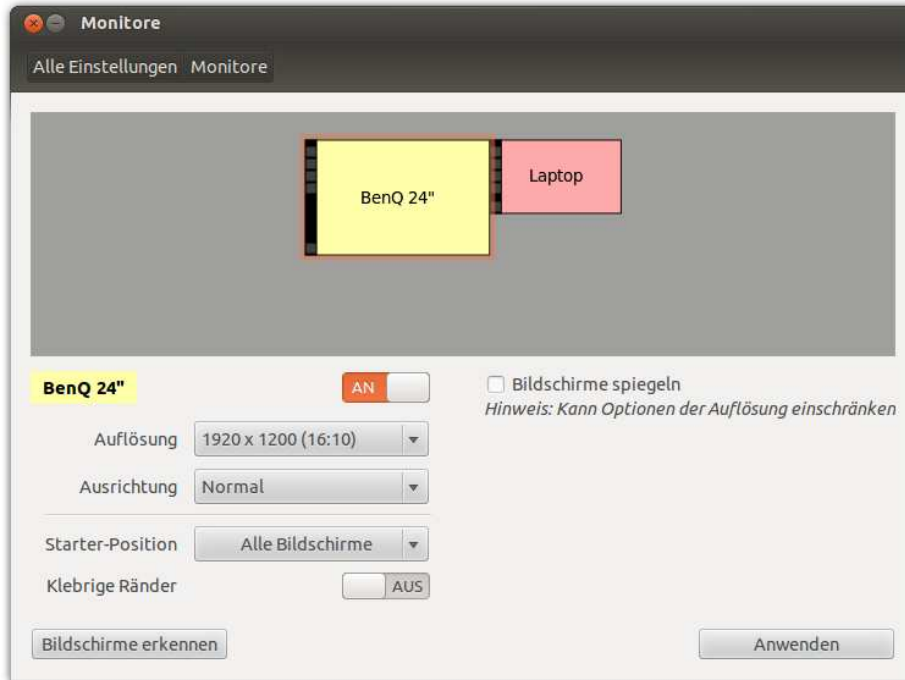 Monitore
Alle Einstellungen Monitore
BenQ 24"
Laptop
BenQ 24"
AN
Bildschirme spiegeln
Hinweis: Kann Optionen der Auflösung einschränken
Auflösung
1920 x 1200 (16:10)
Ausrichtung
Normal
Starter-Position
Alle Bildschirme
Klebrige Ränder
AUS
Bildschirme erkennen
Anwenden